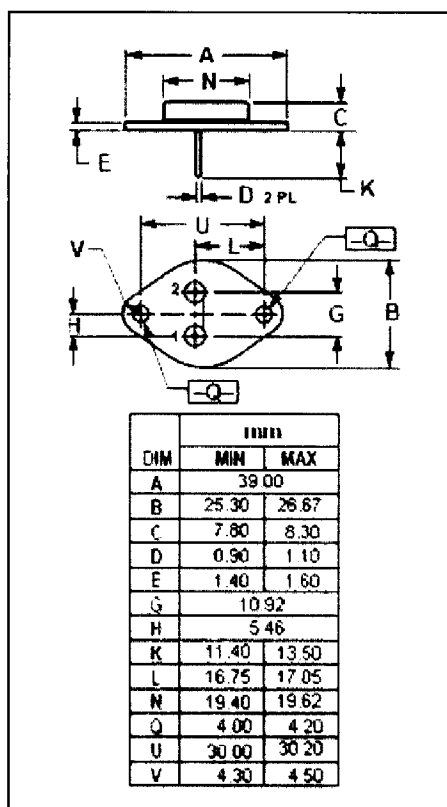 A
N
C
E
K
D 2 PL
U
L
V
Q
2
H
G
B
1
Q
mm
DIM MIN MAX
A 39.00
B 25.30 26.67
C 7.80 8.30
D 0.90 1.10
E 1.40 1.60
G 10.92
H 5.46
K 11.40 13.50
L 16.75 17.05
N 19.40 19.62
Q 4.00 4.20
U 30.00 30.20
V 4.30 4.50